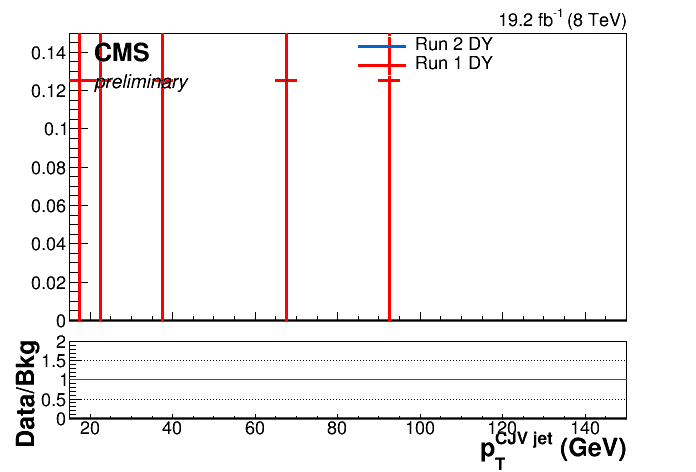 19.2 fb-1 (8 TeV)
CMS
preliminary
Run 2 DY
Run 1 DY
0.14
0.12
0.1
0.08
0.06
0.04
0.02
0
Data/Bkg
2
1.5
1
0.5
0
20 40 60 80 100 120 140
pT CJV jet (GeV)